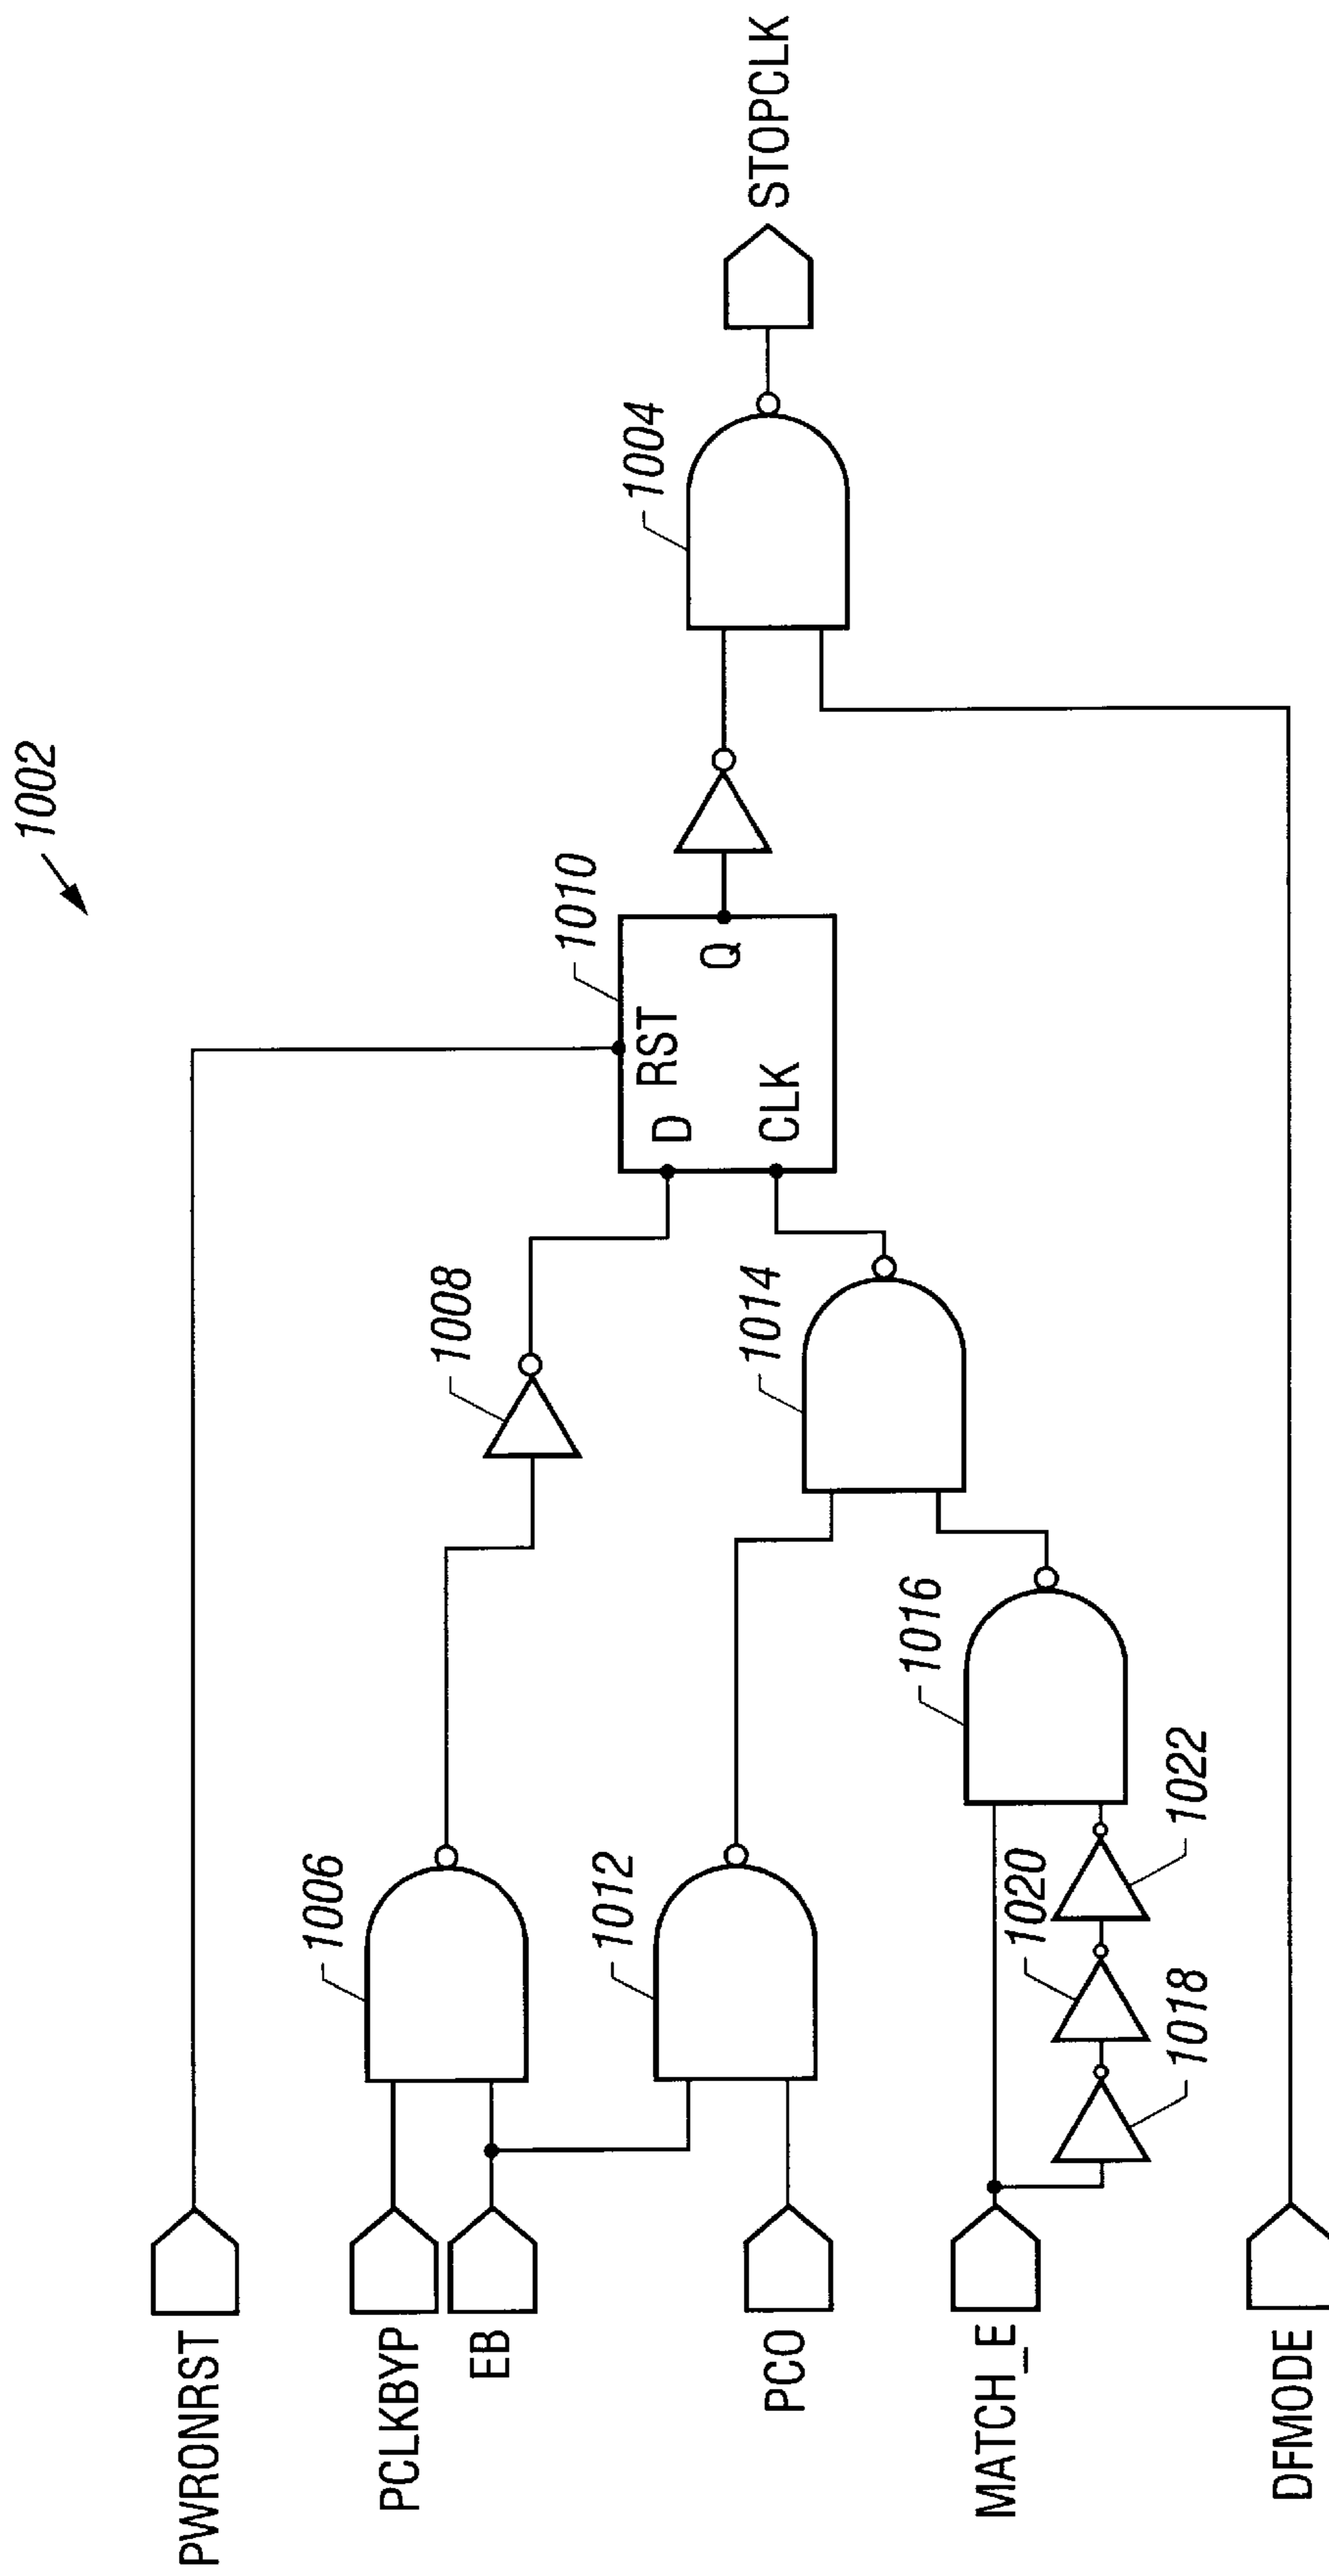 1002
PWRONRST
PCLKBYP
EB
PCO
MATCH_E
DFMODE
1006
1012
1016
1018
1020
1022
1008
1014
1010
D
RST
CLK
Q
1004
STOPCLK